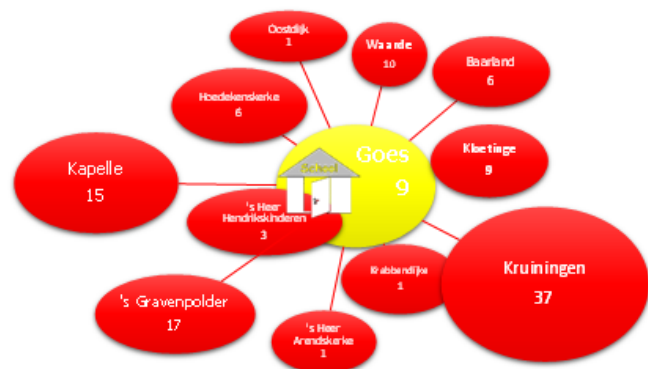 Oostdijk
1
Waarde
10
Baarland
6
Hoedekenskerke
6
Goes
9
Kloetinge
9
Kapelle
15
School
's Heer
Hendrikskinderen
3
Kruiningen
37
Krabbendijke
1
's Gravenpolder
17
's Heer
Arendskerke
1